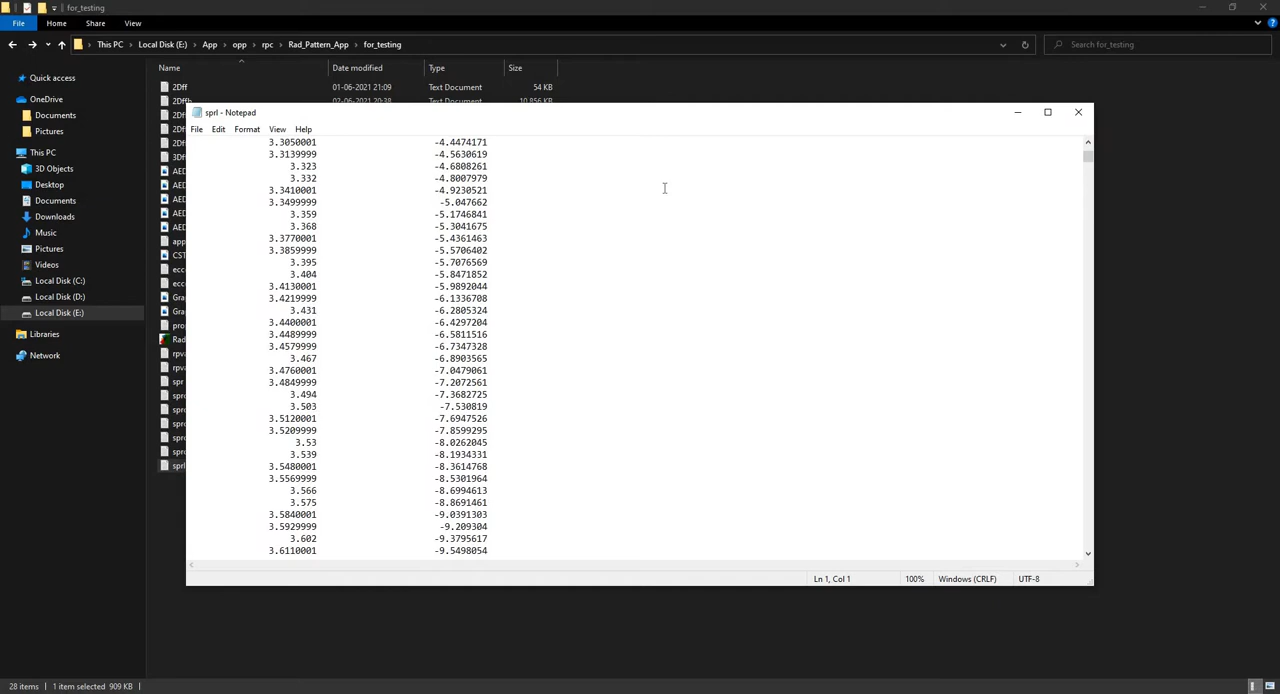 for_testing
File Home Share View
This PC Local Disk (E:) App opp rpc Rad_Pattern_App for_testing Search for_testing
Name Date modified Type Size
Quick access
OneDrive
Documents
Pictures
This PC
3D Objects
Desktop
Documents
Downloads
Music
Pictures
Videos
Local Disk (C:)
Local Disk (D:)
Local Disk (E:)
Libraries
Network
2Dff 01-06-2021 21:09 Text Document 54 KB
02-06-2021 20:38 Text Document 10,856 KB
sprl - Notepad
File Edit Format View Help
3.3050001 -4.4474171
3.3139999 -4.5630619
3.323 -4.6808261
3.332 -4.8007979
3.3410001 -4.9230521
3.3499999 -5.047662
3.359 -5.1746841
3.368 -5.3041675
3.3770001 -5.4361463
3.3859999 -5.5706402
3.395 -5.7076569
3.404 -5.8471852
3.4130001 -5.9892044
3.4219999 -6.1336708
3.431 -6.2805324
3.4400001 -6.4297204
3.4489999 -6.5811516
3.4579999 -6.7347328
3.467 -6.8903565
3.4760001 -7.0479061
3.4849999 -7.2072561
3.494 -7.3682725
3.503 -7.530819
3.5120001 -7.6947526
3.5209999 -7.8599295
3.53 -8.0262045
3.539 -8.1934331
3.5480001 -8.3614768
3.5569999 -8.5301964
3.566 -8.6994613
3.575 -8.8691461
3.5840001 -9.0391303
3.5929999 -9.209304
3.602 -9.3795617
3.6110001 -9.5498054
Ln 1, Col 1 100% Windows (CRLF) UTF-8
28 items 1 item selected 909 KB